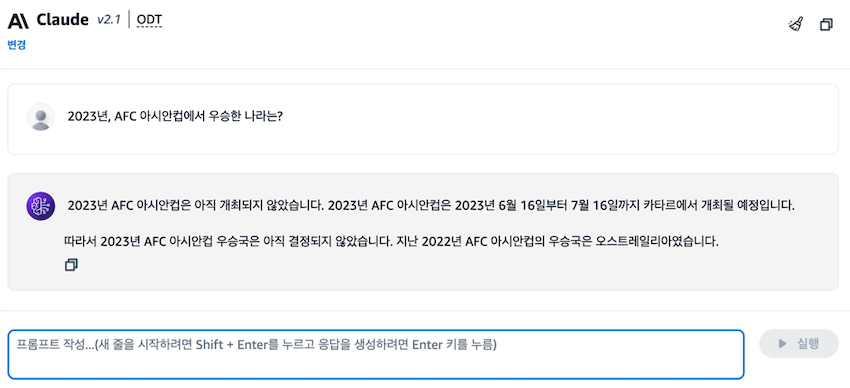 Claude v2.1 | ODT
변경
2023년, AFC 아시안컵에서 우승한 나라는?
2023년 AFC 아시안컵은 아직 개최되지 않았습니다. 2023년 AFC 아시안컵은 2023년 6월 16일부터 7월 16일까지 카타르에서 개최될 예정입니다.
따라서 2023년 AFC 아시안컵 우승국은 아직 결정되지 않았습니다. 지난 2022년 AFC 아시안컵의 우승국은 오스트레일리아였습니다.
프롬프트 작성...(새 줄을 시작하려면 Shift + Enter를 누르고 응답을 생성하려면 Enter 키를 누름)
실행